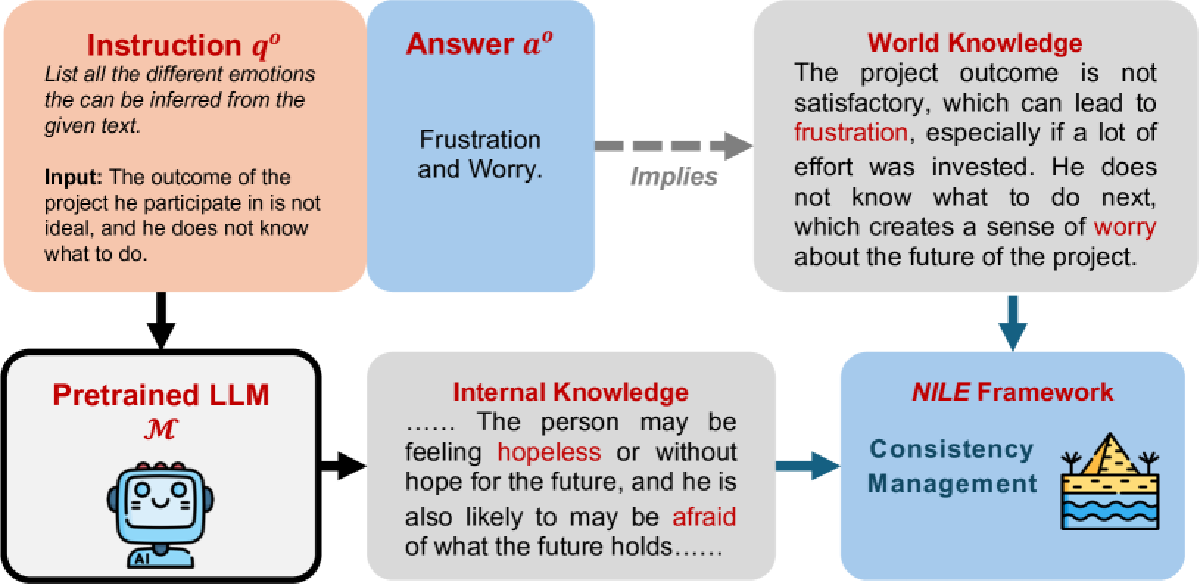 Instruction qᵒ
List all the different emotions
the can be inferred from the
given text.
Input: The outcome of the
project he participate in is not
ideal, and he does not know
what to do.
Answer aᵒ
Frustration
and Worry.
Implies
World Knowledge
The project outcome is not
satisfactory, which can lead to
frustration, especially if a lot of
effort was invested. He does
not know what to do next,
which creates a sense of worry
about the future of the project.
Pretrained LLM
ℳ
AI
Internal Knowledge
…… The person may be
feeling hopeless or without
hope for the future, and he is
also likely to may be afraid
of what the future holds……
NILE Framework
Consistency
Management